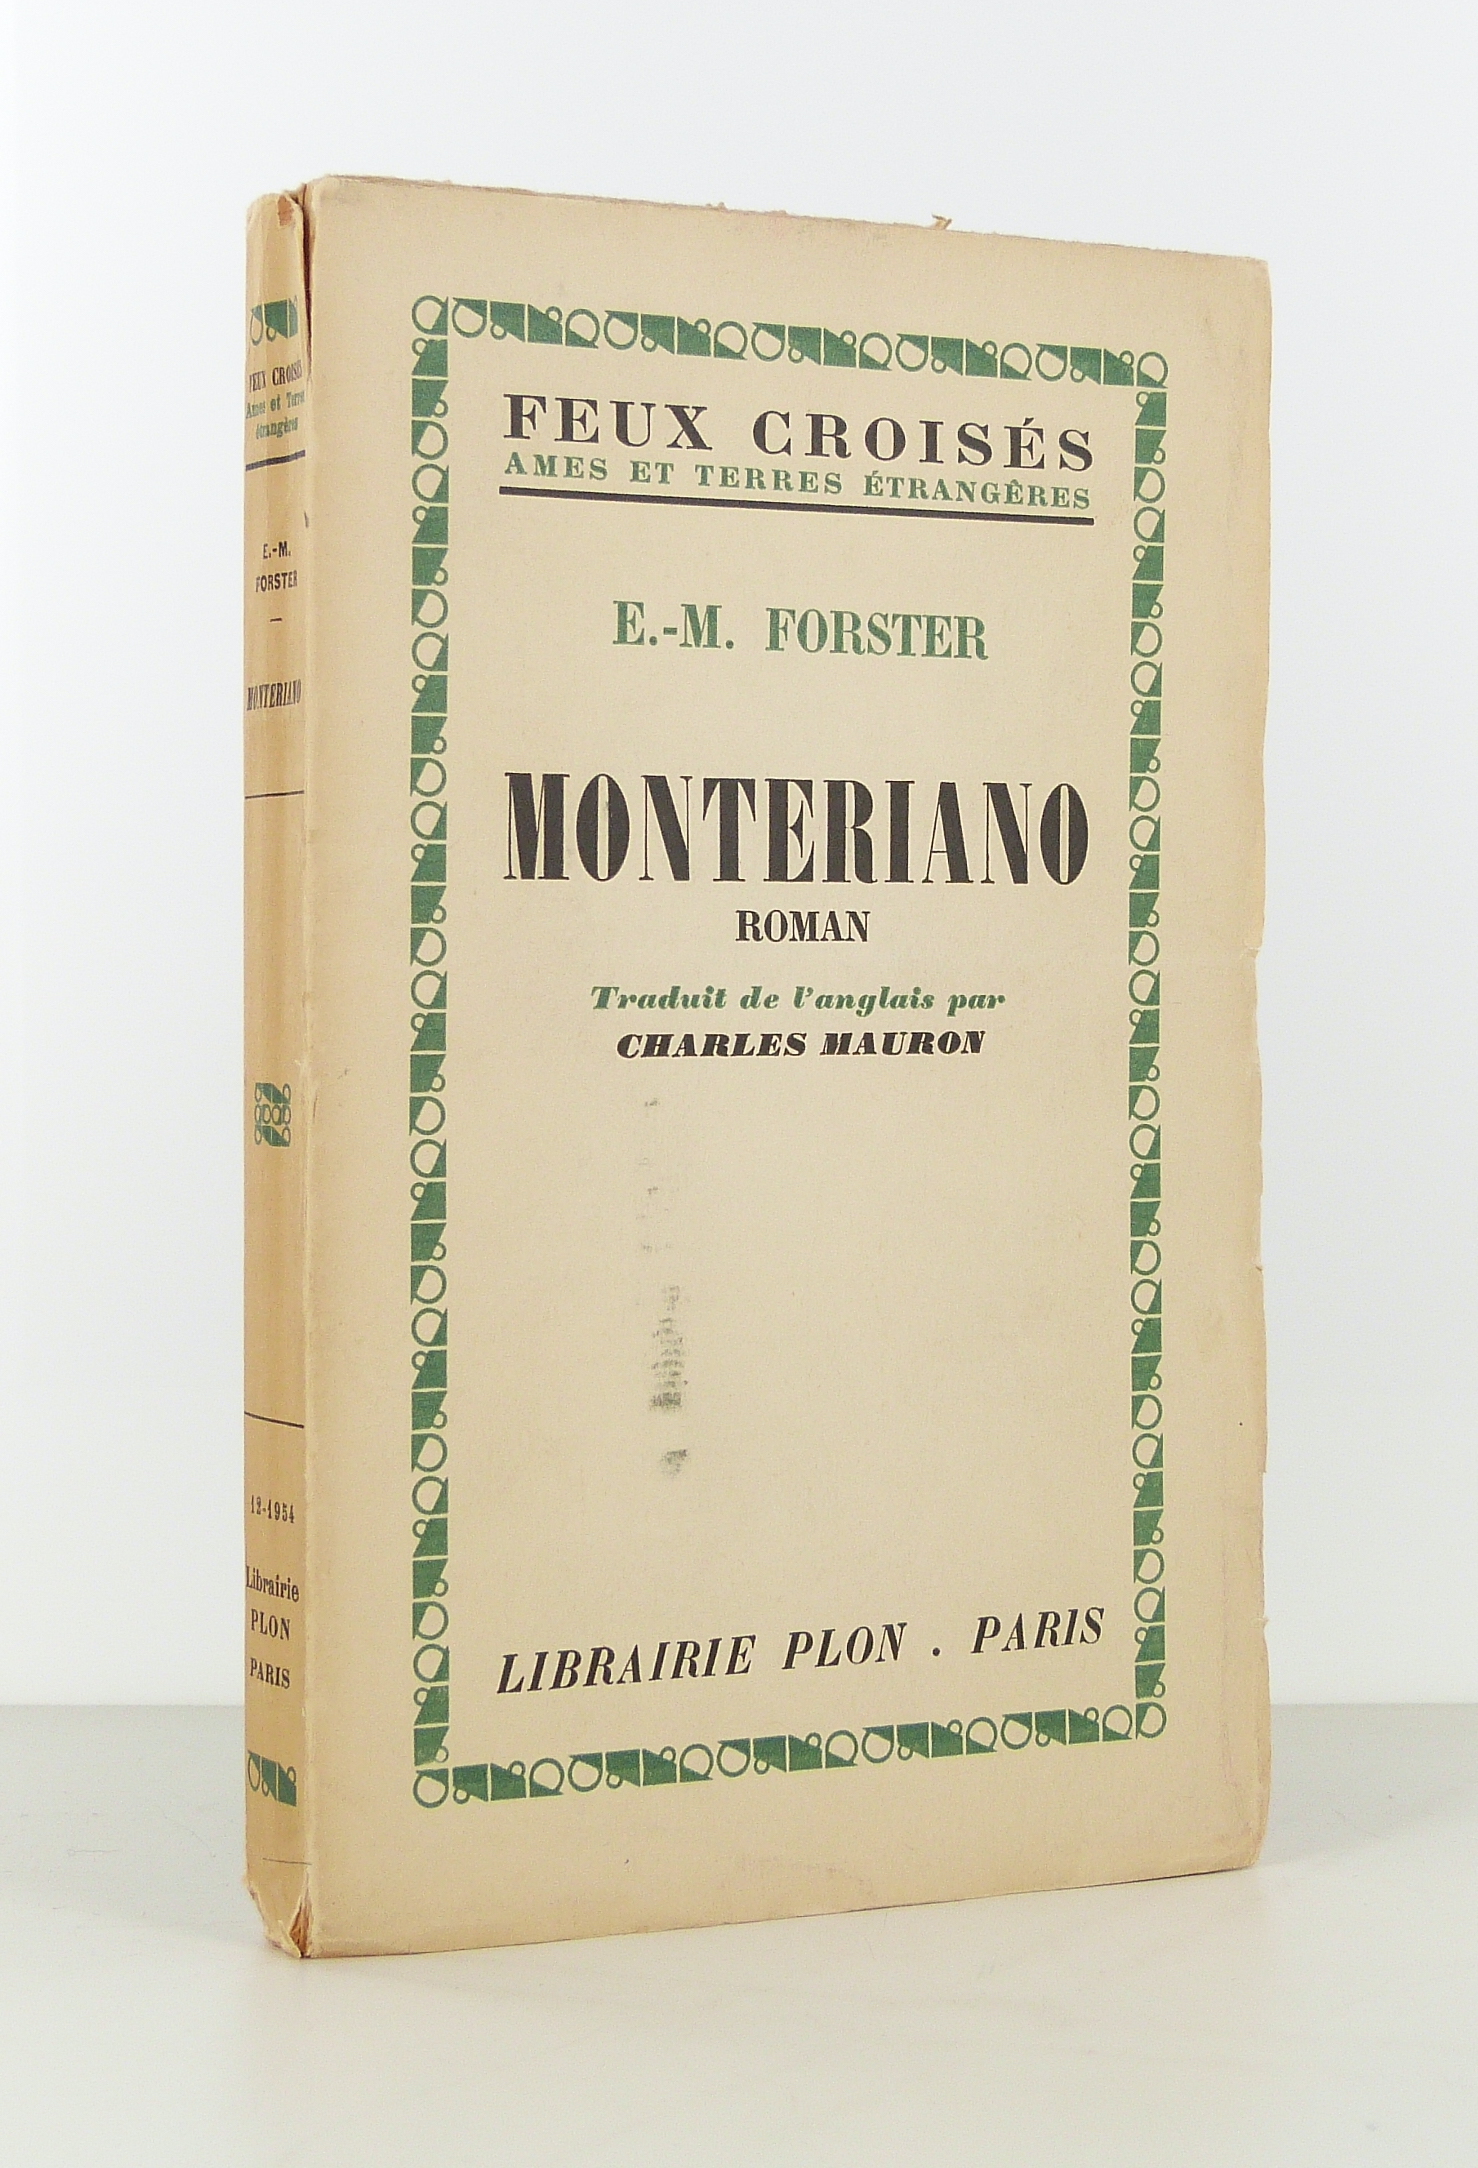 FEUX CROISÉS
Ames et Terres
étrangères
E.-M.
FORSTER
MONTERIANO
12-1954
Librairie
PLON
PARIS
FEUX CROISÉS
AMES ET TERRES ÉTRANGÊRES
E.-M. FORSTER
MONTERIANO
ROMAN
Traduit de l'anglais par
CHARLES MAURON
LIBRAIRIE PLON . PARIS